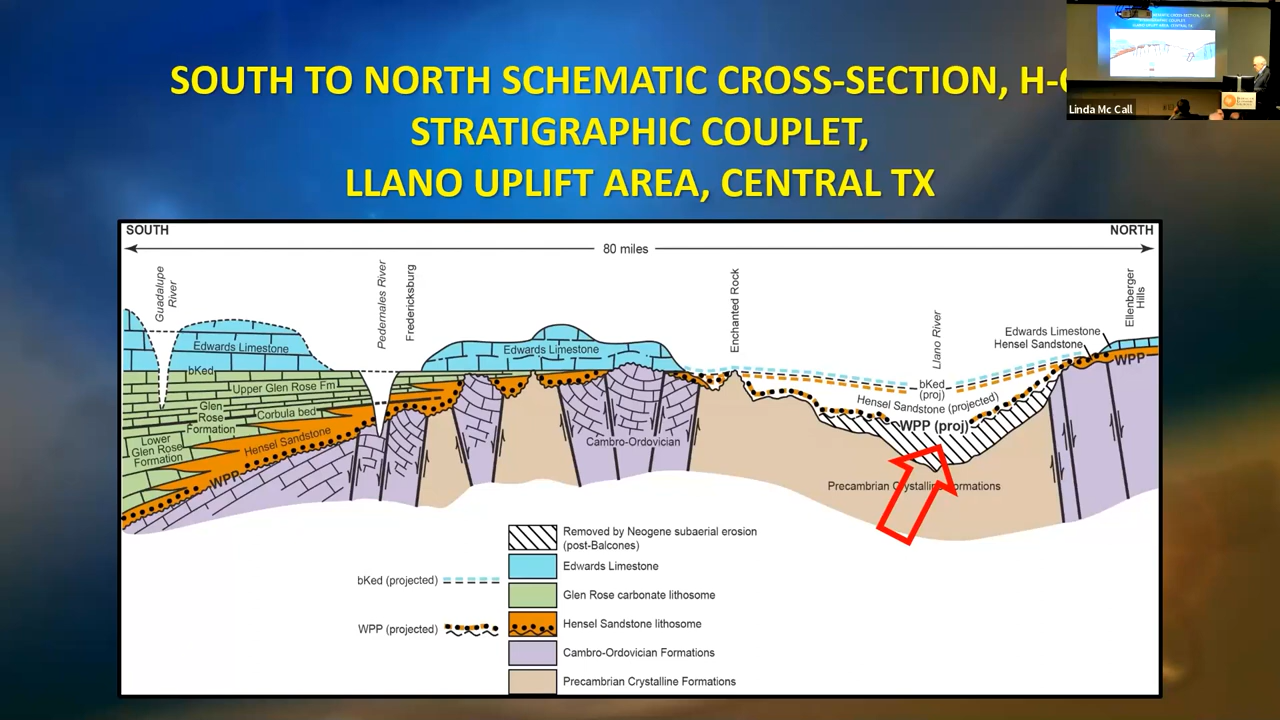 SOUTH TO NORTH SCHEMATIC CROSS-SECTION, H-
STRATIGRAPHIC COUPLET,
LLANO UPLIFT AREA, CENTRAL TX
Linda Mc Call
SOUTH
NORTH
80 miles
Guadalupe
River
Pedernales River
Fredericksburg
Enchanted Rock
Llano River
Ellenberger
Hills
Edwards Limestone
Hensel Sandstone
WPP
Edwards Limestone
Edwards Limestone
bKed
bKed
(proj)
Upper Glen Rose Fm
Glen
Rose
Formation
Corbula bed
Hensel Sandstone (projected)
WPP (proj)
Lower
Glen Rose
Formation
Hensel Sandstone
WPP
Cambro-Ordovician
Precambrian Crystalline Formations
Removed by Neogene subaerial erosion
(post-Balcones)
bKed (projected)
Edwards Limestone
Glen Rose carbonate lithosome
WPP (projected)
Hensel Sandstone lithosome
Cambro-Ordovician Formations
Precambrian Crystalline Formations